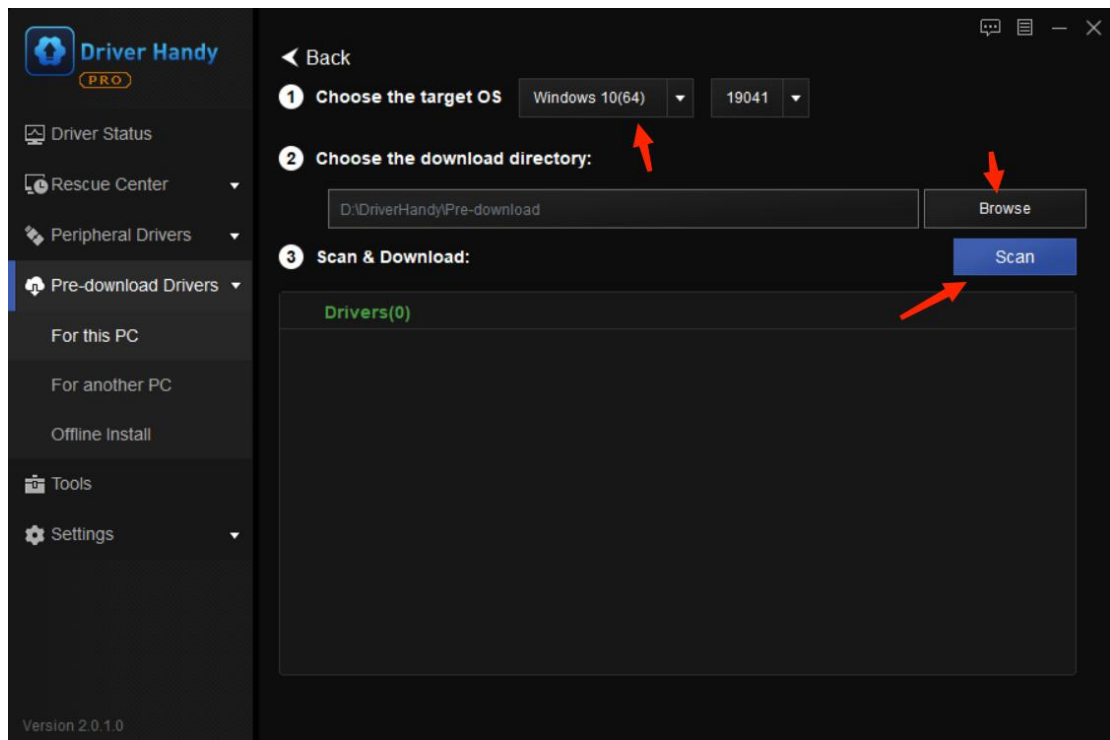 Driver Handy
PRO
Driver Status
Rescue Center
Peripheral Drivers
Pre-download Drivers
For this PC
For another PC
Offline Install
Tools
Settings
Version 2.0.1.0
Back
1 Choose the target OS Windows 10(64) 19041
2 Choose the download directory:
D:\DriverHandy\Pre-download Browse
3 Scan & Download: Scan
Drivers(0)